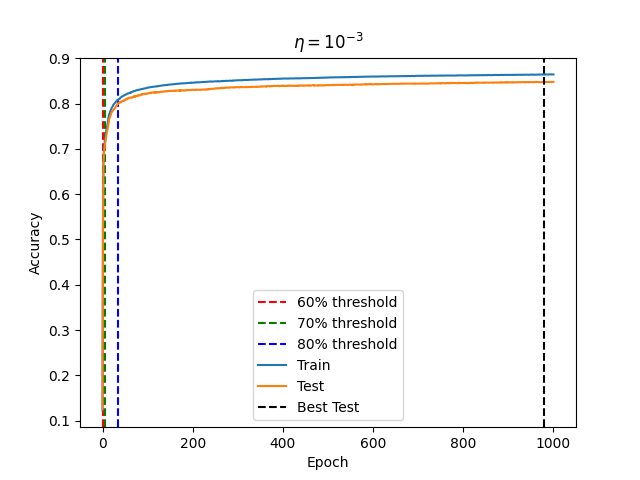 η = 10⁻³
0.9
0.8
0.7
0.6
0.5
0.4
0.3
0.2
0.1
Accuracy
60% threshold
70% threshold
80% threshold
Train
Test
Best Test
0 200 400 600 800 1000
Epoch